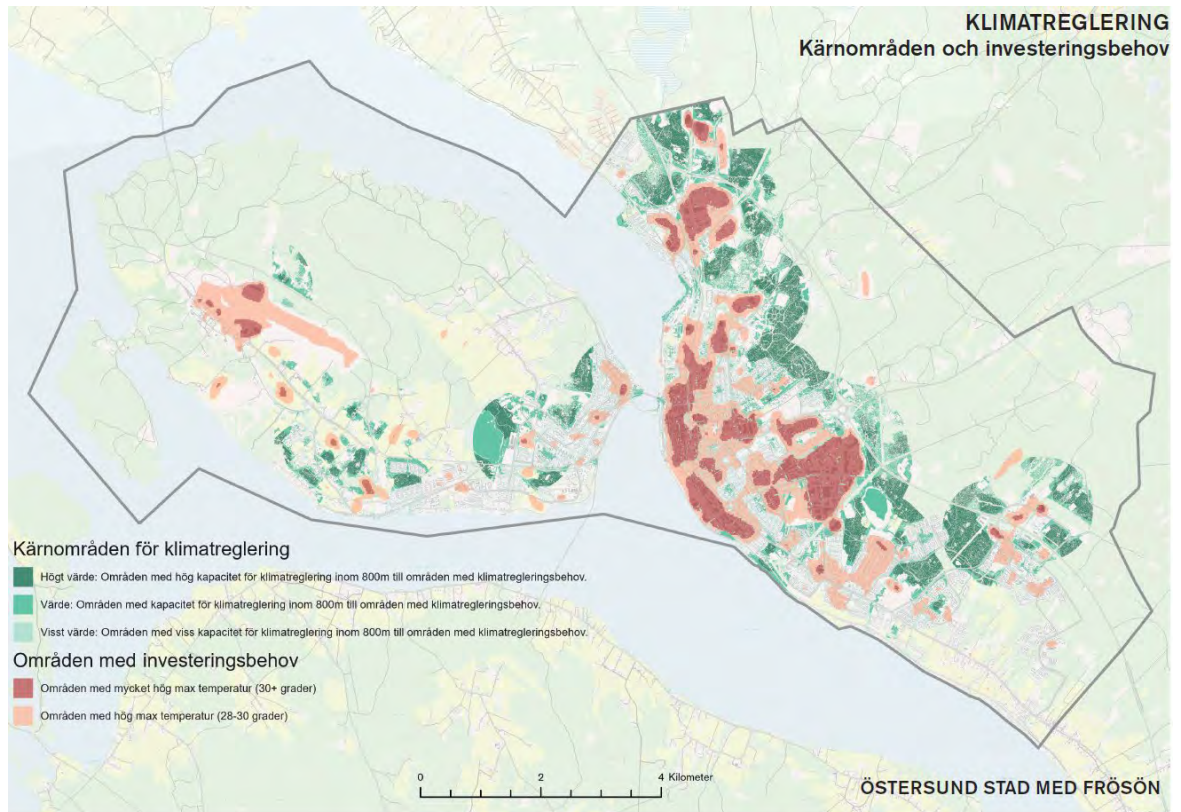 KLIMATREGLERING
Kärnområden och investeringsbehov
Kärnområden för klimatreglering
Högt värde: Områden med hög kapacitet för klimatreglering inom 800m till områden med klimatregleringsbehov.
Värde: Områden med kapacitet för klimatreglering inom 800m till områden med klimatregleringsbehov.
Visst värde: Områden med viss kapacitet för klimatreglering inom 800m till områden med klimatregleringsbehov.
Områden med investeringsbehov
Områden med mycket hög max temperatur (30+ grader)
Områden med hög max temperatur (28-30 grader)
0 2 4 Kilometer
ÖSTERSUND STAD MED FRÖSÖN